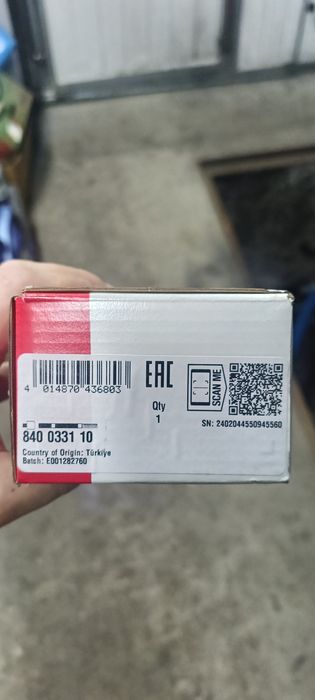 4 014870 436803
EAC
Qty
1
SCAN ME
SN: 2402044550945560
840 0331 10
Country of Origin: Türkiye
Batch: E001282760